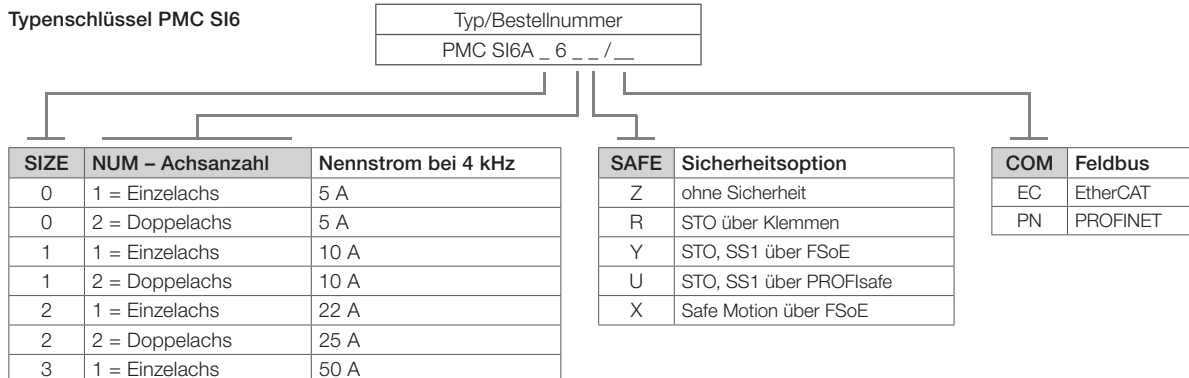 Typenschlüssel PMC SI6
Typ/Bestellnummer
PMC SI6A _ 6 _ _ /__
SIZE NUM – Achsanzahl Nennstrom bei 4 kHz
0 1 = Einzelachs 5 A
0 2 = Doppelachs 5 A
1 1 = Einzelachs 10 A
1 2 = Doppelachs 10 A
2 1 = Einzelachs 22 A
2 2 = Doppelachs 25 A
3 1 = Einzelachs 50 A
SAFE Sicherheitsoption
Z ohne Sicherheit
R STO über Klemmen
Y STO, SS1 über FSoE
U STO, SS1 über PROFIsafe
X Safe Motion über FSoE
COM Feldbus
EC EtherCAT
PN PROFINET